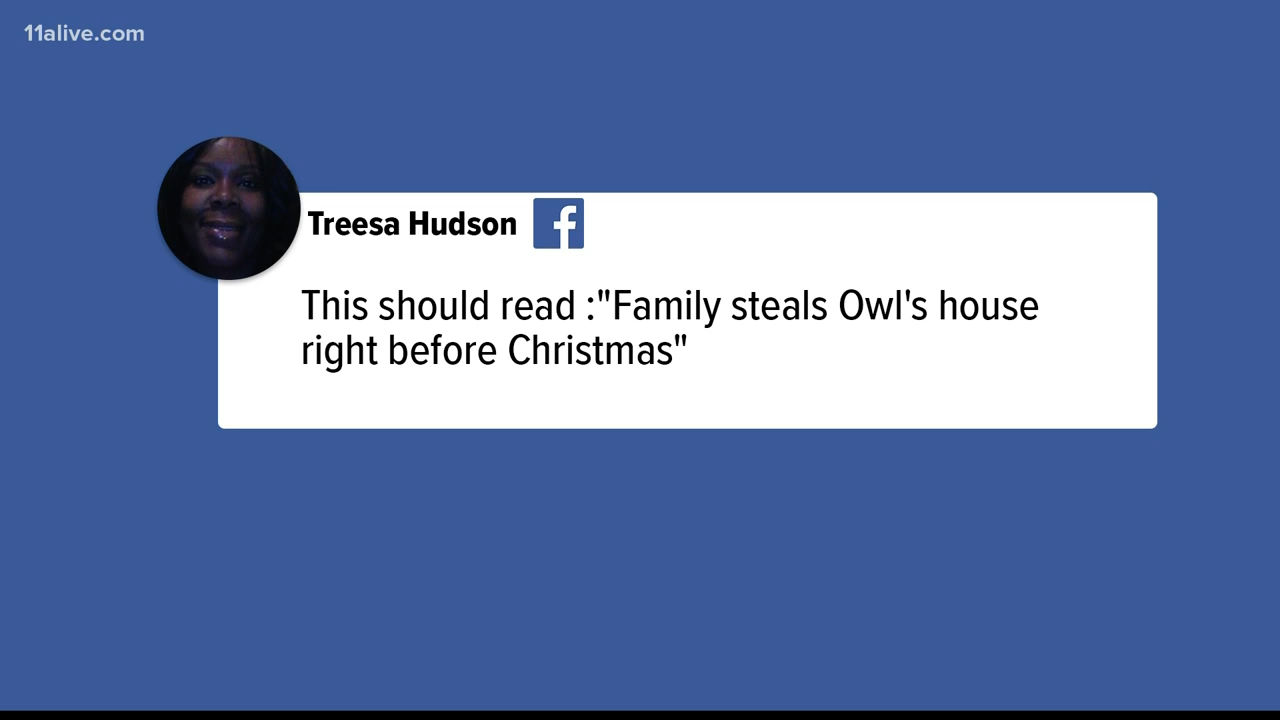 11alive.com
Treesa Hudson f
This should read :"Family steals Owl's house
right before Christmas"